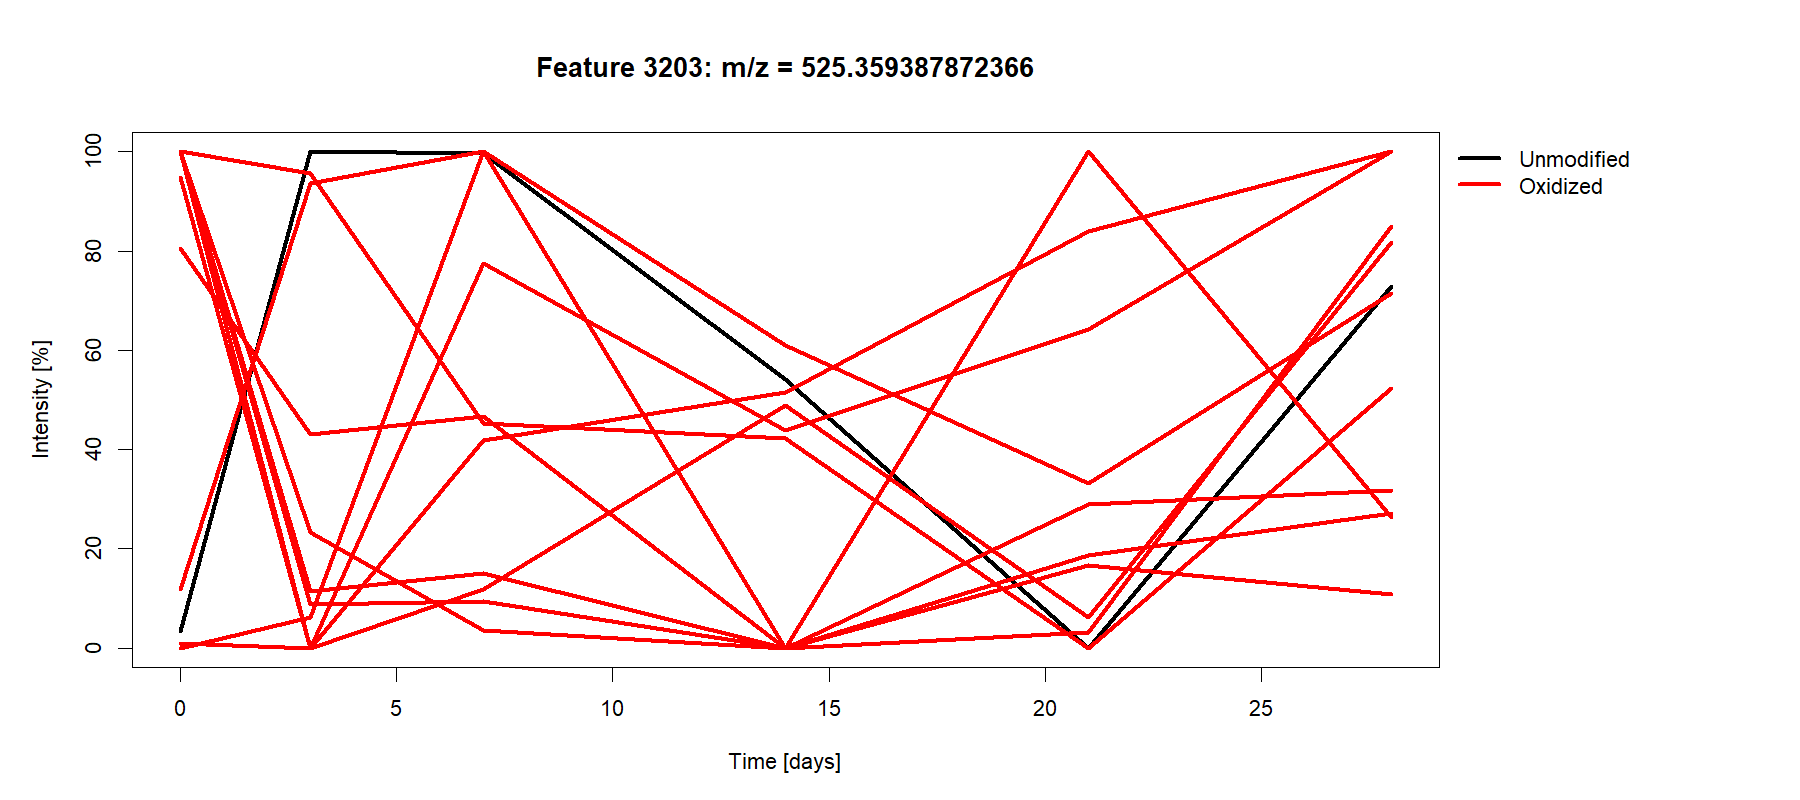 Feature 3203: m/z = 525.359387872366
Unmodified
Oxidized
100
80
60
40
20
0
Intensity [%]
0 5 10 15 20 25
Time [days]